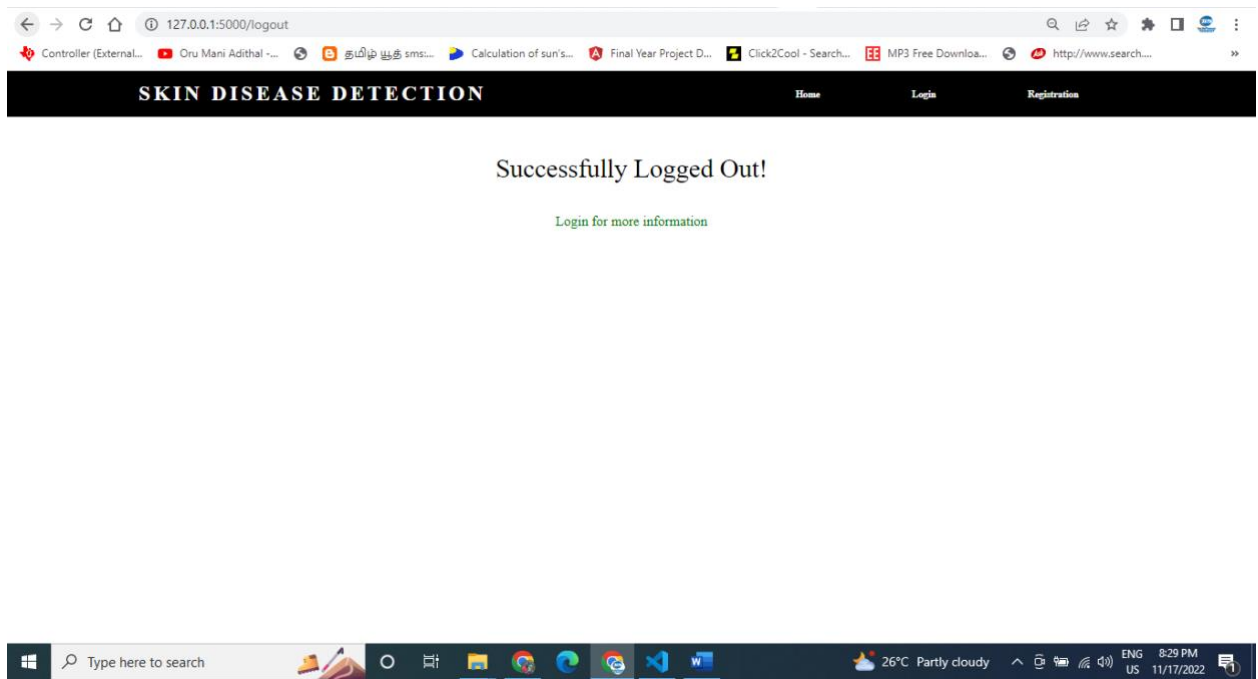 127.0.0.1:5000/logout
Controller (External... Oru Mani Adithal -... தமிழ் யூத் sms:... Calculation of sun's... Final Year Project D... Click2Cool - Search... MP3 Free Downloa... http://www.search.... »
SKIN DISEASE DETECTION Home Login Registration
Successfully Logged Out!
Login for more information
Type here to search 26°C Partly cloudy ENG 8:29 PM
US 11/17/2022